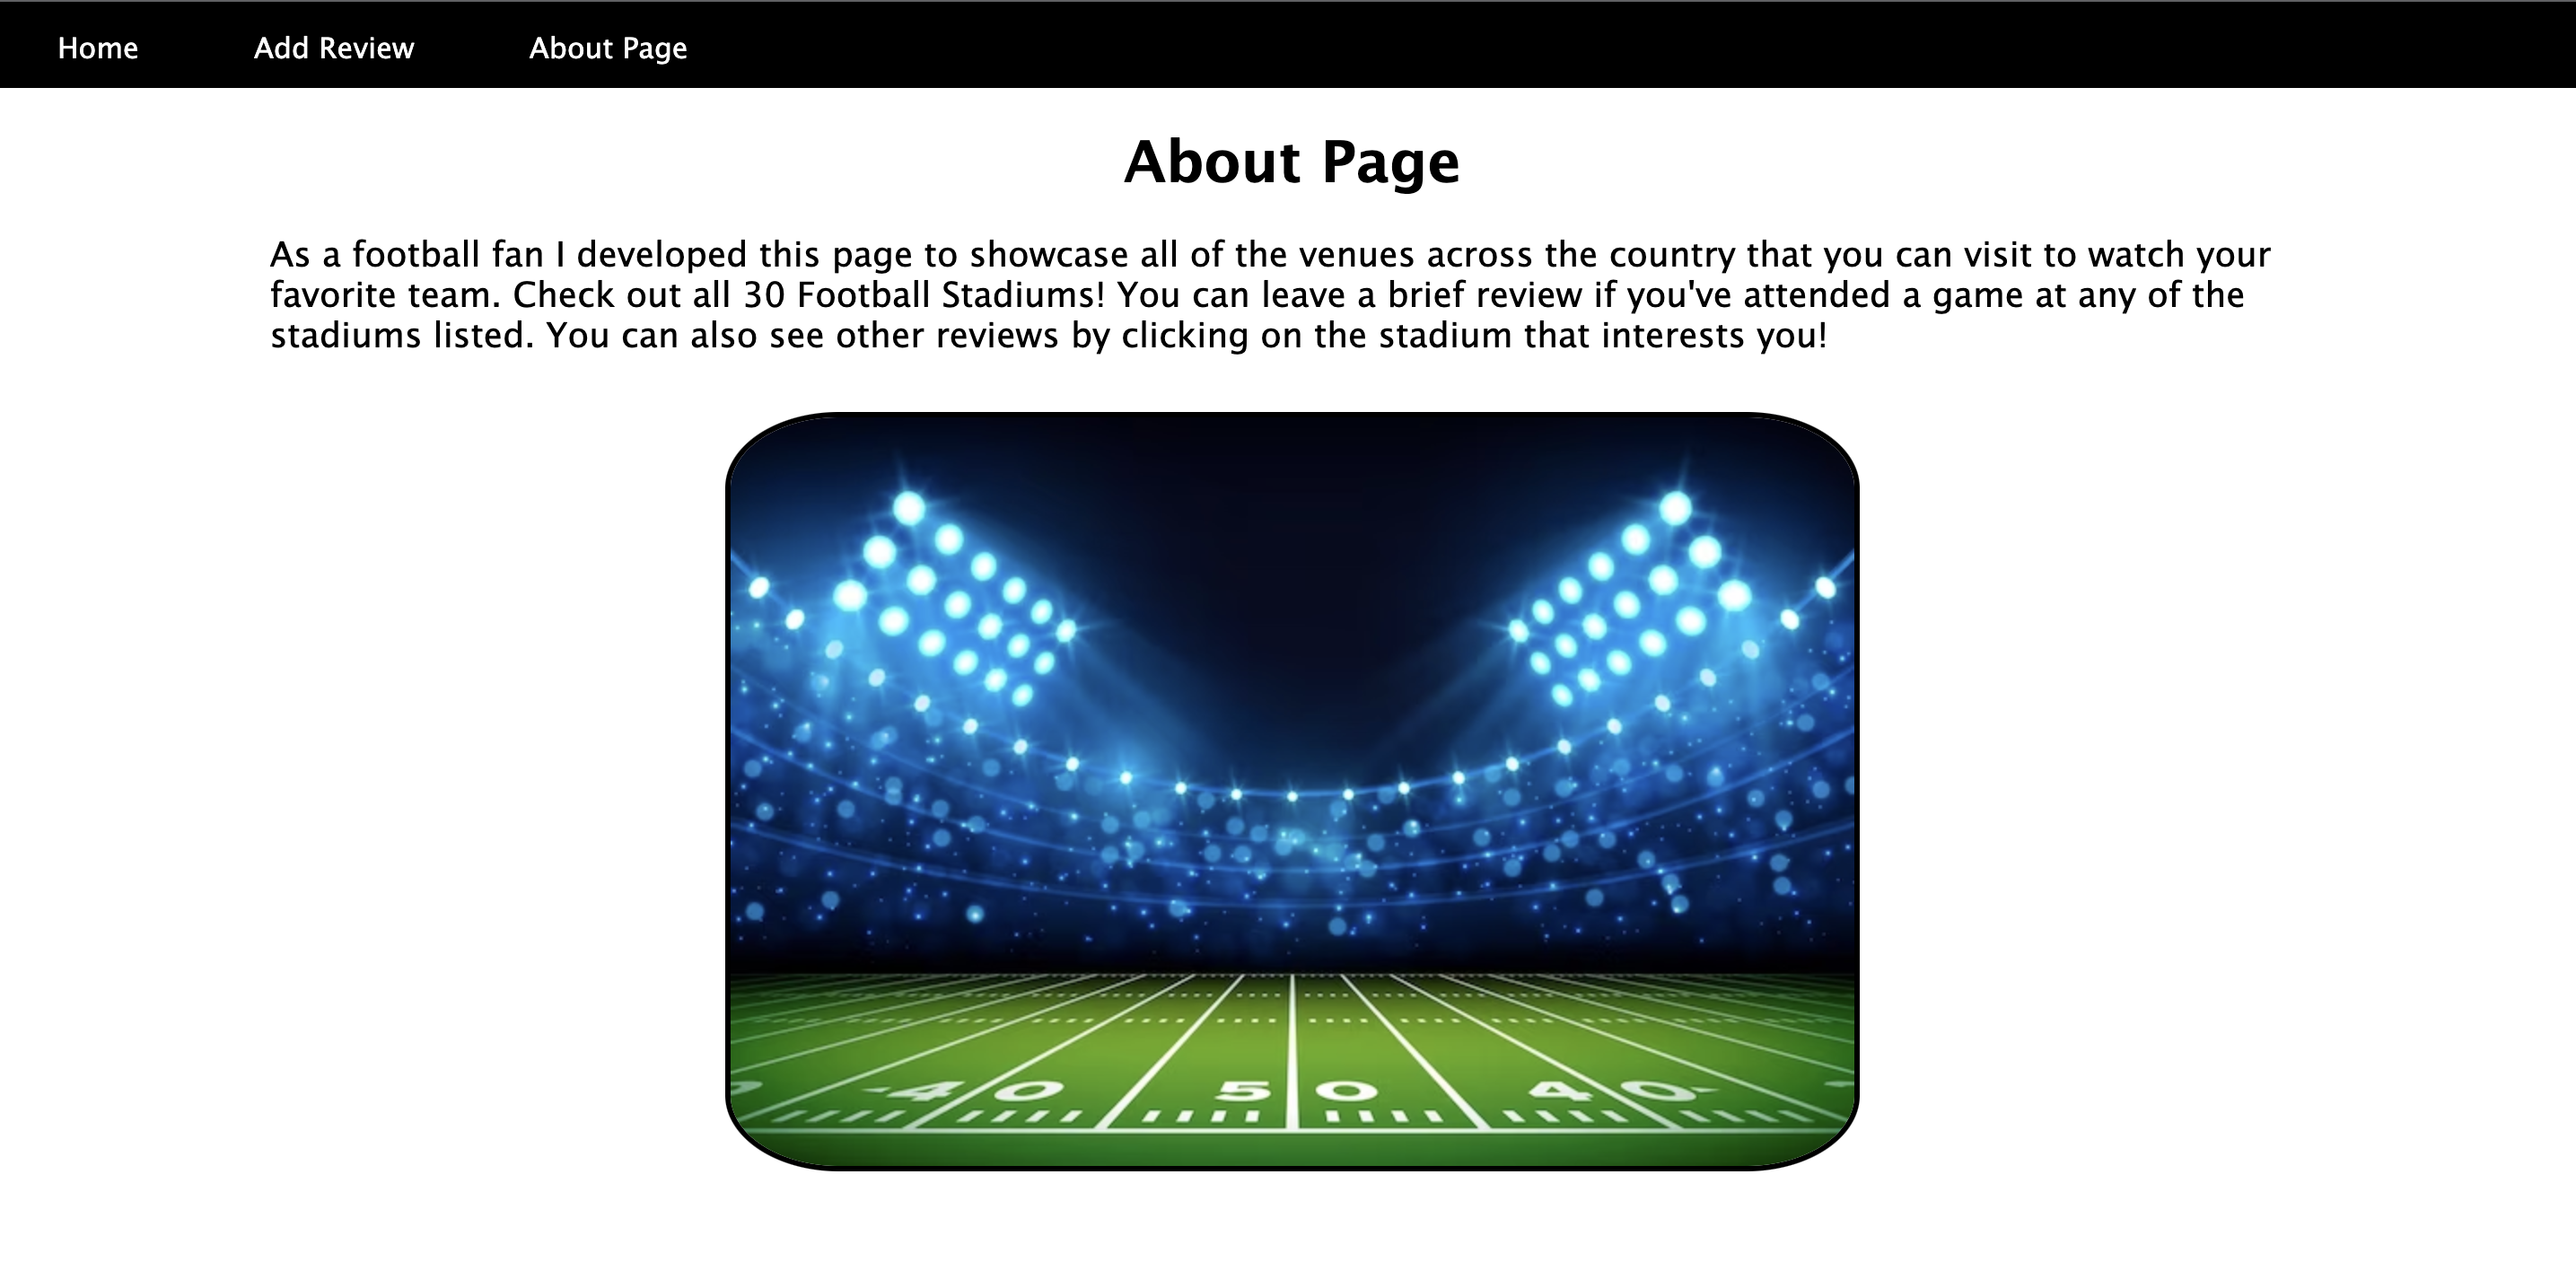 Home Add Review About Page
About Page
As a football fan I developed this page to showcase all of the venues across the country that you can visit to watch your
favorite team. Check out all 30 Football Stadiums! You can leave a brief review if you've attended a game at any of the
stadiums listed. You can also see other reviews by clicking on the stadium that interests you!
40 50 40